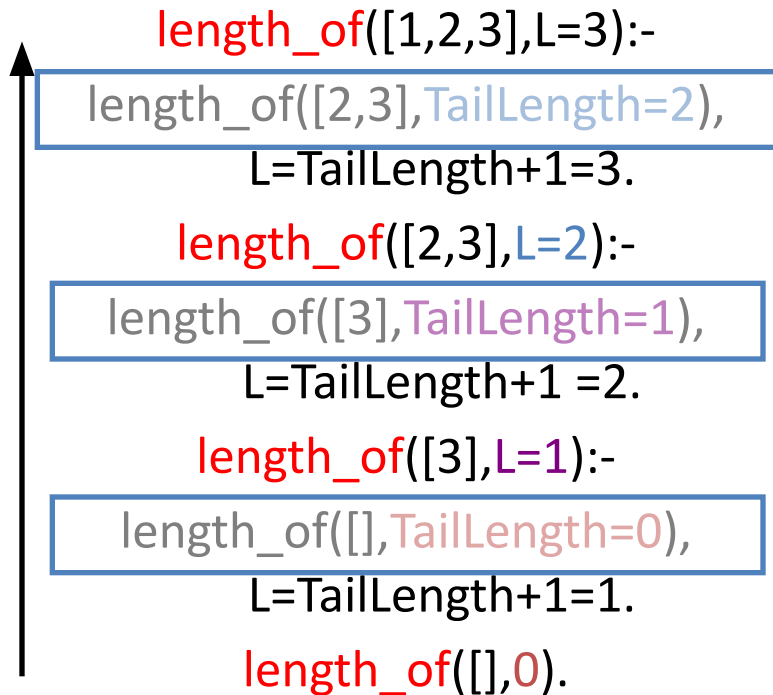 length_of([1,2,3],L=3):-
length_of([2,3],TailLength=2),
L=TailLength+1=3.
length_of([2,3],L=2):-
length_of([3],TailLength=1),
L=TailLength+1 =2.
length_of([3],L=1):-
length_of([],TailLength=0),
L=TailLength+1=1.
length_of([],0).